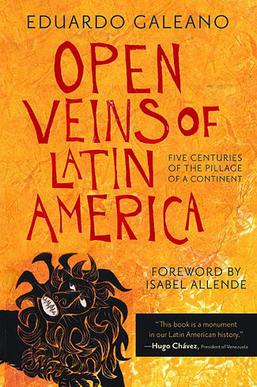 EDUARDO GALEANO
OPEN
VEINS OF
LATIN
AMERICA
FIVE CENTURIES
OF THE PILLAGE
OF A CONTINENT
FOREWORD BY
ISABEL ALLENDE
"This book is a monument
in our Latin American history."
—Hugo Chávez, President of Venezuela